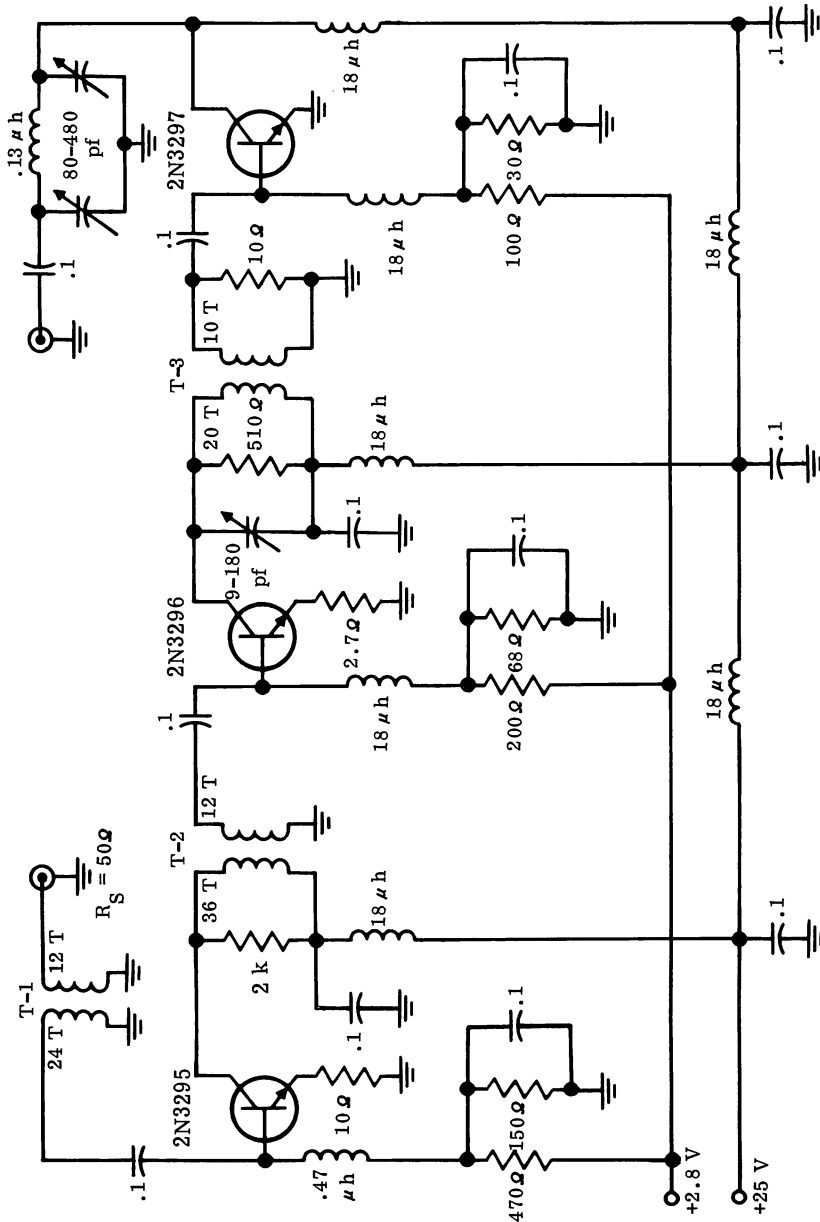 T-1
24 T
12 T
R_S = 50Ω
.1
.13 μh
80-480
pf
.1
2N3295
10Ω
.47
μh
2 k
.1
36 T
T-2
12 T
18 μh
.1
2N3296
2.7Ω
18 μh
9-180
pf
.1
20 T
510Ω
T-3
10 T
10Ω
18 μh
.1
2N3297
18 μh
18 μh
470Ω
150Ω
.1
200Ω
68Ω
.1
100Ω
30Ω
.1
+2.8 V
+25 V
.1
18 μh
.1
18 μh
.1